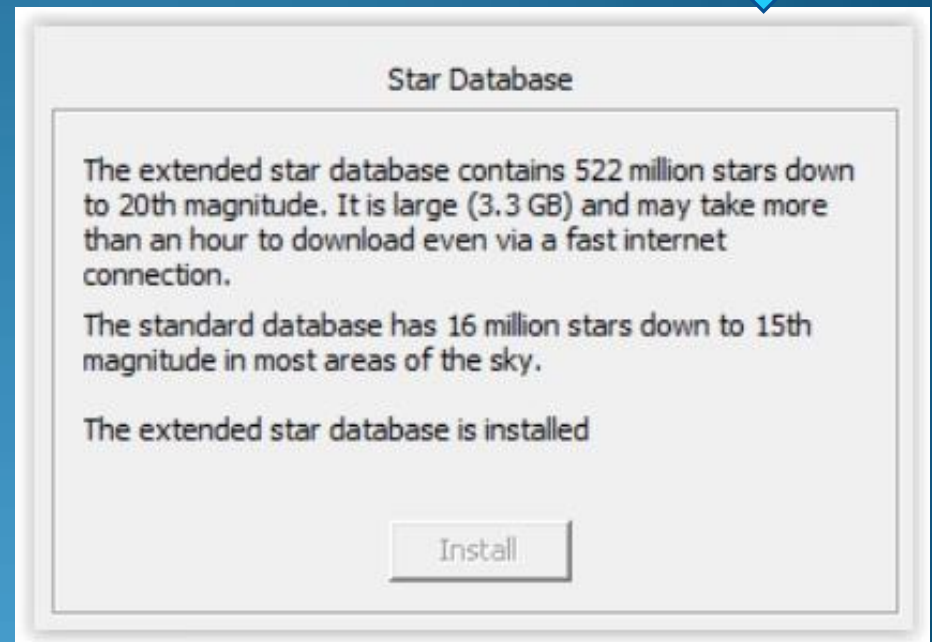 Star Database
The extended star database contains 522 million stars down
to 20th magnitude. It is large (3.3 GB) and may take more
than an hour to download even via a fast internet
connection.
The standard database has 16 million stars down to 15th
magnitude in most areas of the sky.
The extended star database is installed
Install